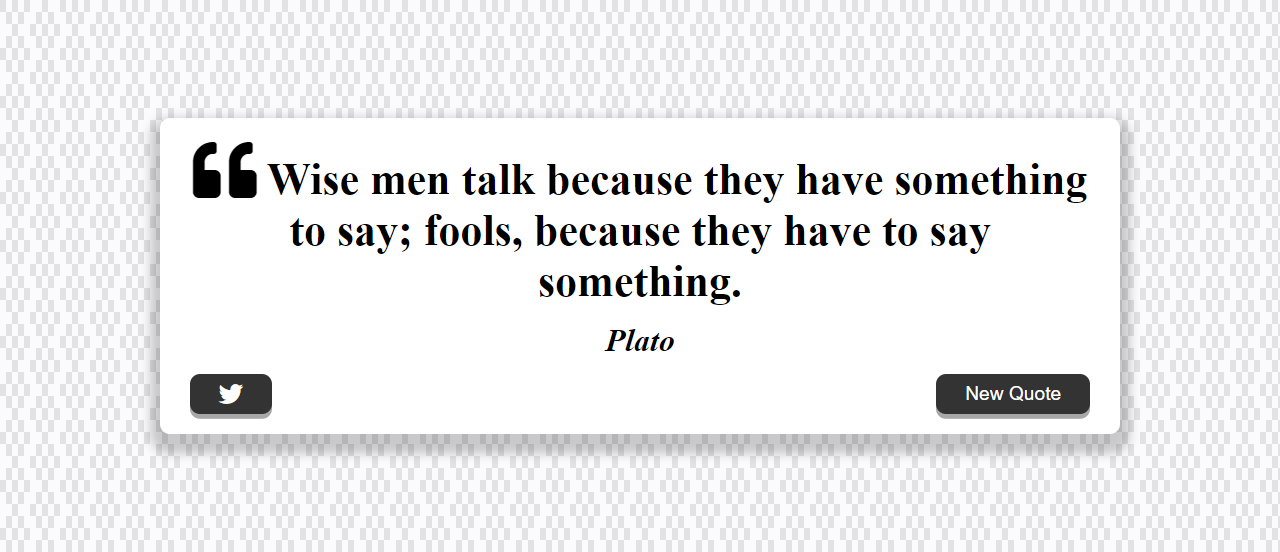 Wise men talk because they have something
to say; fools, because they have to say
something.
Plato
New Quote